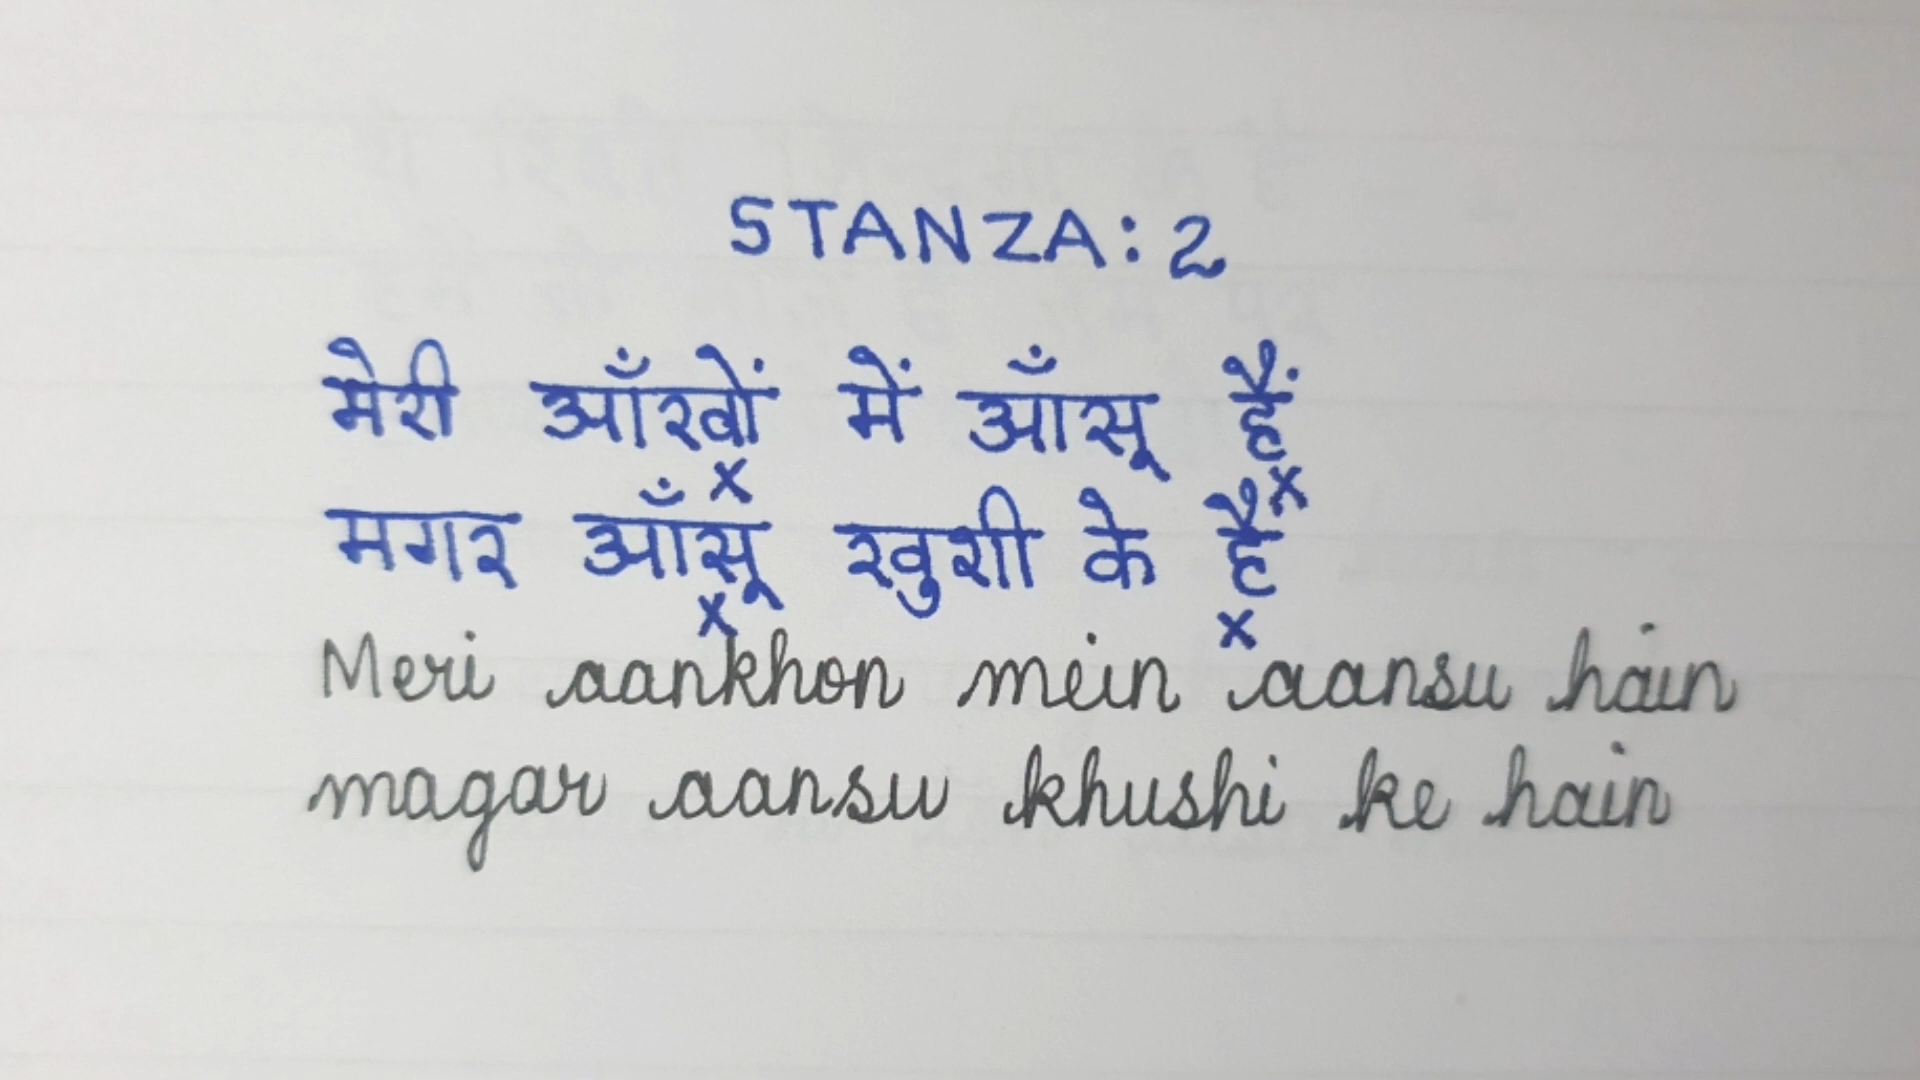 STANZA: 2
मेरी आँखों में आँसू हैं
x x
मगर आँसू खुशी के हैं
x x
Meri aankhon mein aansu hain
magar aansu khushi ke hain